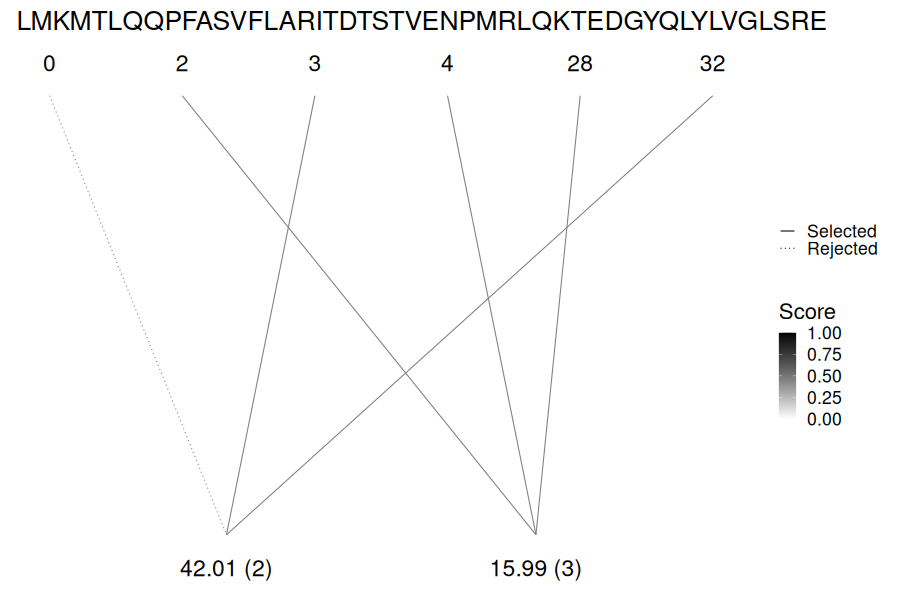 LMKMTLQQPFASVFLARITDTSTVENPMRLQKTEDGYQLYLVGLSRE
0 2 3 4 28 32
Selected
Rejected
Score
1.00
0.75
0.50
0.25
0.00
42.01 (2) 15.99 (3)